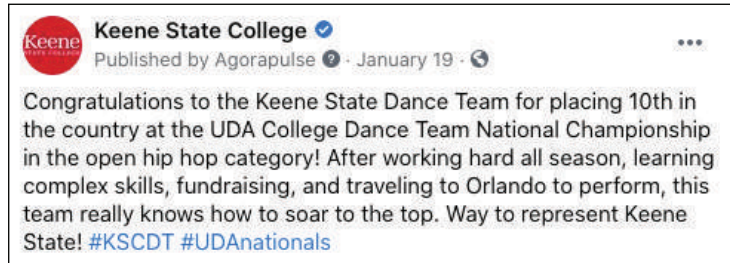 Keene
STATE COLLEGE
Keene State College
Published by Agorapulse ? · January 19 ·
Congratulations to the Keene State Dance Team for placing 10th in
the country at the UDA College Dance Team National Championship
in the open hip hop category! After working hard all season, learning
complex skills, fundraising, and traveling to Orlando to perform, this
team really knows how to soar to the top. Way to represent Keene
State! #KSCDT #UDAnationals